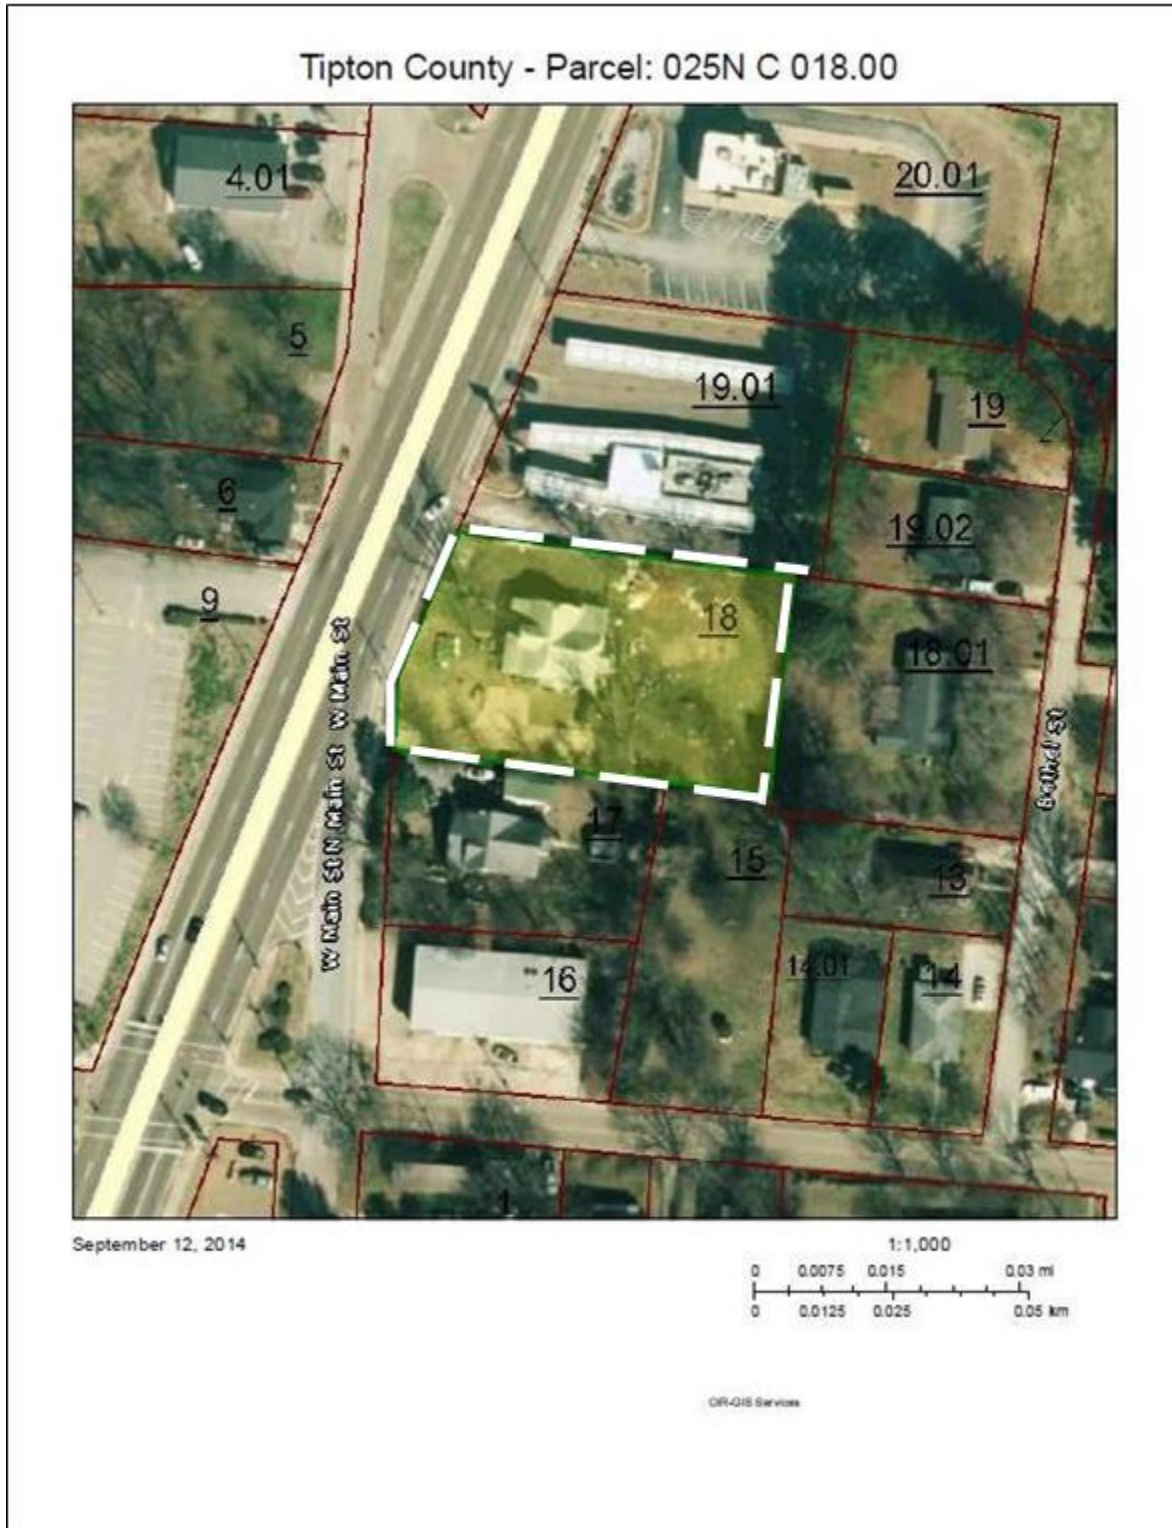 Tipton County - Parcel: 025N C 018.00
4.01
20.01
5
19.01
19
6
19.02
9
18
18.01
W Main St N Main St W Main St
Bethel St
17
15
13
16
14.01
14
1
September 12, 2014
1:1,000
0 0.0075 0.015 0.03 mi
0 0.0125 0.025 0.05 km
OIR-GIS Services